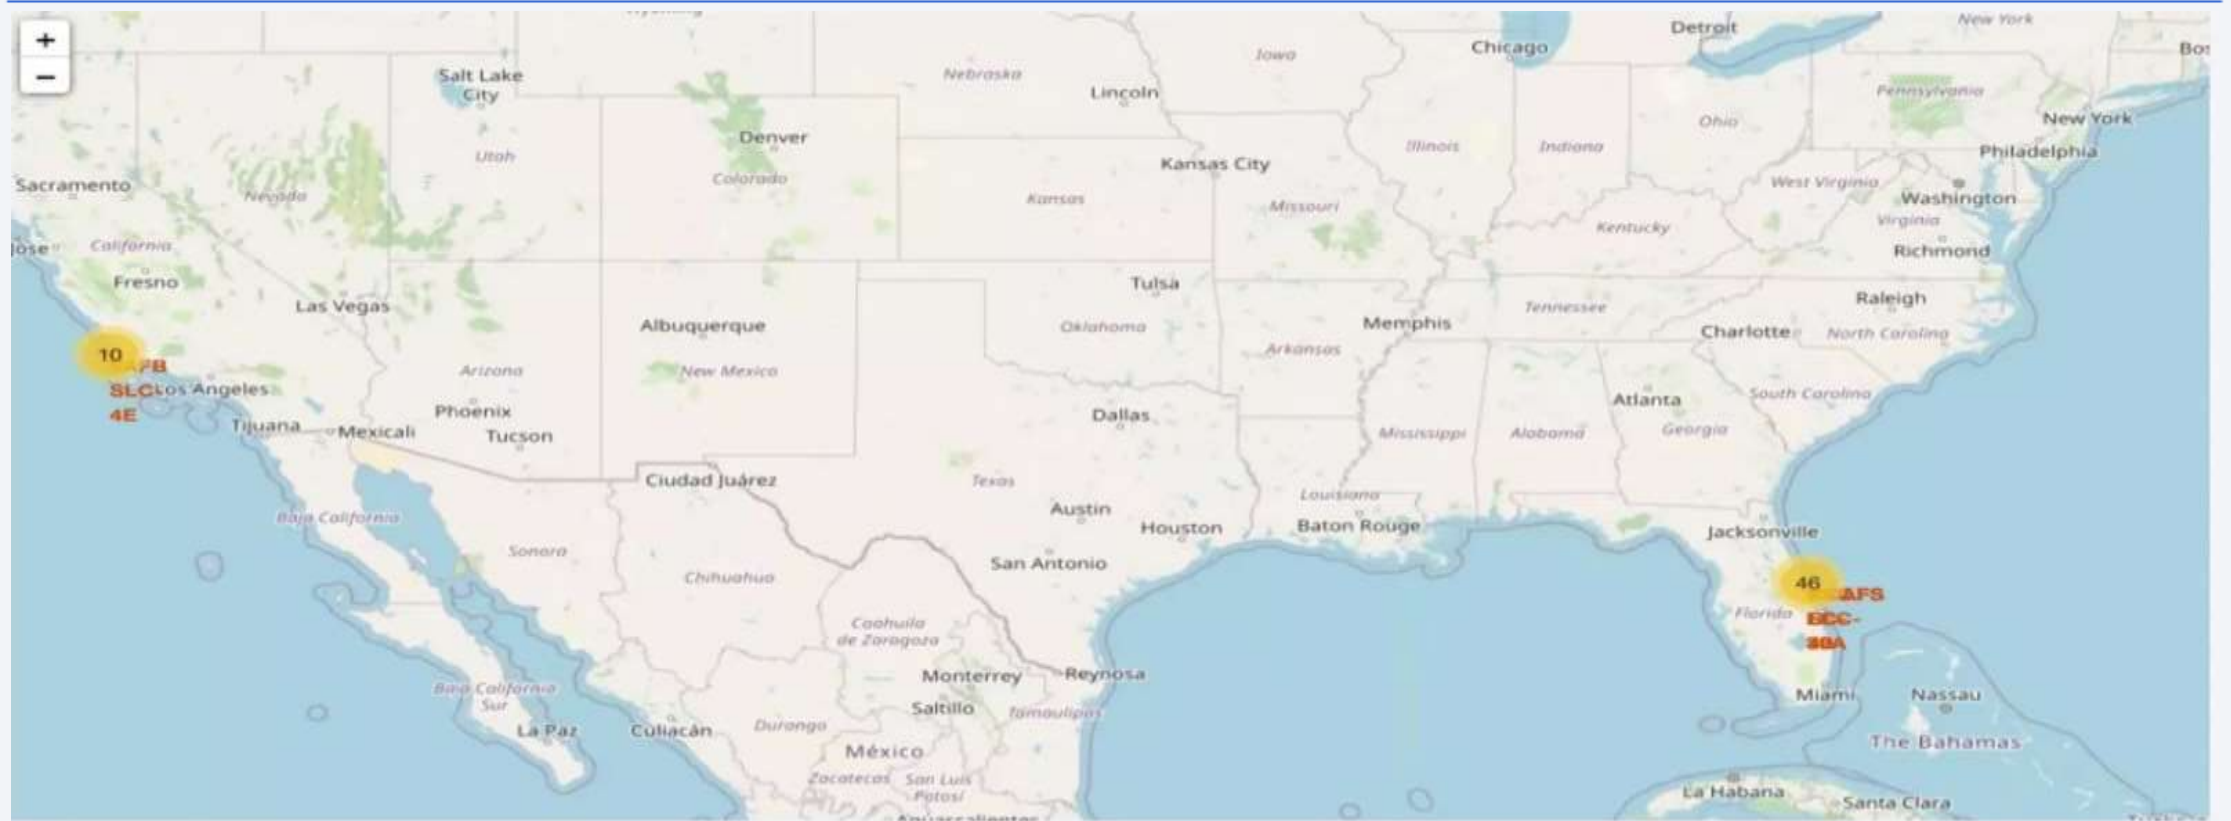 +
−
Wyoming
Detroit
New York
Chicago
Bos
Iowa
Salt Lake
City
Nebraska
Lincoln
Pennsylvania
New York
Ohio
Denver
Illinois
Indiana
Philadelphia
Utah
Kansas City
Colorado
Sacramento
West Virginia
Nevada
Kansas
Missouri
Washington
Virginia
Kentucky
Jose
California
Richmond
Fresno
Tulsa
Las Vegas
Raleigh
Tennessee
Albuquerque
Oklahoma
Memphis
Charlotte
North Carolina
10
AFB
Arkansas
Arizona
New Mexico
SLC
Los Angeles
South Carolina
4E
Phoenix
Dallas
Atlanta
Tijuana
Mexicali
Tucson
Mississippi
Alabama
Georgia
Ciudad Juárez
Texas
Louisiana
Baja California
Austin
Houston
Baton Rouge
Jacksonville
Sonora
San Antonio
Chihuahua
46
AFS
Florida
Coahuila
de Zaragoza
Monterrey
Reynosa
Baja California
Sur
Miami
Nassau
Saltillo
Tamaulipas
La Paz
Culiacán
Durango
México
The Bahamas
Zacatecas
San Luis
Potosí
La Habana
Santa Clara
Aguascalientes